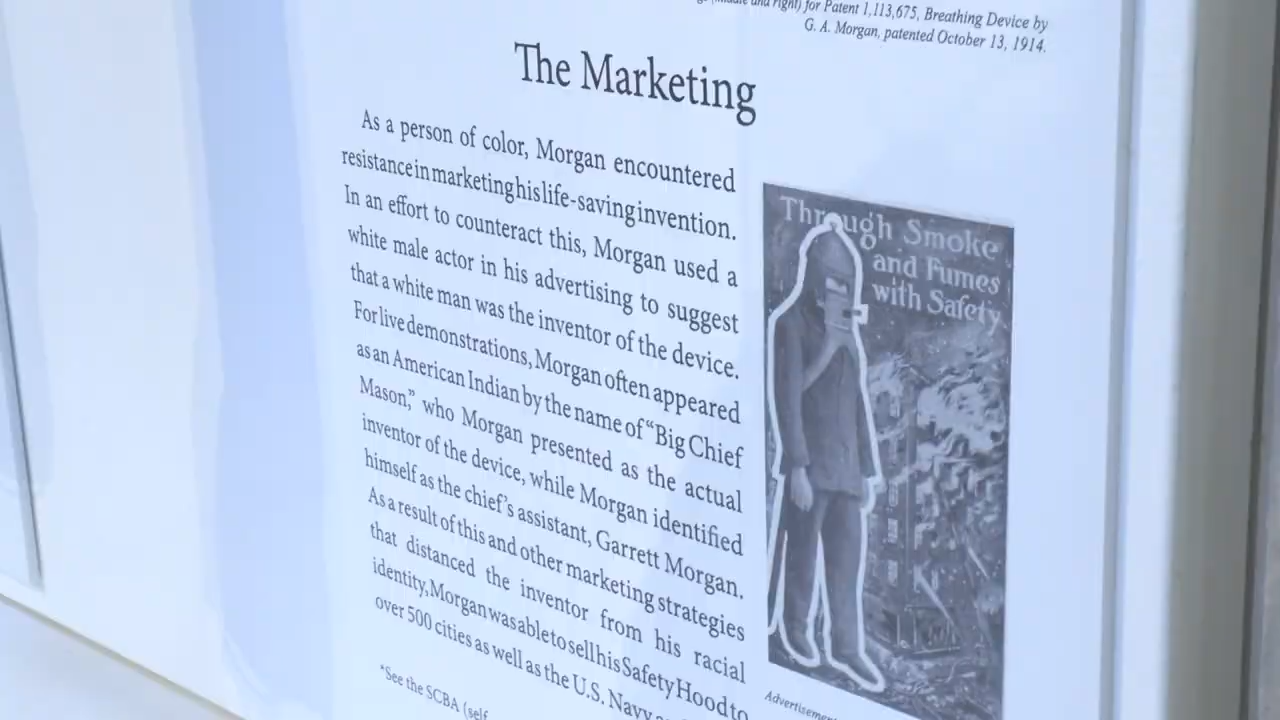 and right) for Patent 1,113,675, Breathing Device by
G. A. Morgan, patented October 13, 1914.
The Marketing
As a person of color, Morgan encountered
resistance in marketing his life-saving invention.
In an effort to counteract this, Morgan used a
white male actor in his advertising to suggest
that a white man was the inventor of the device.
For live demonstrations, Morgan often appeared
as an American Indian by the name of “Big Chief
Mason,” who Morgan presented as the actual
inventor of the device, while Morgan identified
himself as the chief’s assistant, Garrett Morgan.
As a result of this and other marketing strategies
that distanced the inventor from his racial
identity, Morgan was able to sell his Safety Hood to
over 500 cities as well as the U.S. Navy
*See the SCBA (self
Through Smoke
and Fumes
with Safety